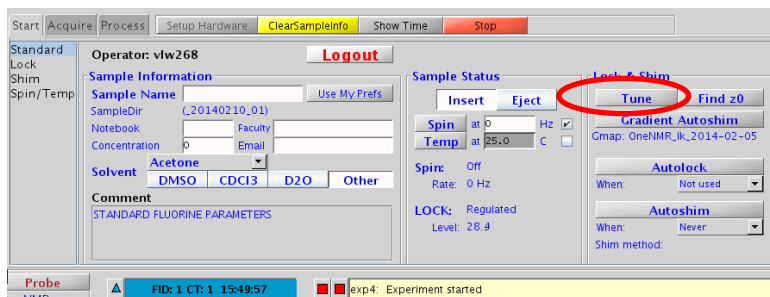 Start Acquire Process Setup Hardware ClearSampleInfo Show Time Stop
Standard
Lock
Shim
Spin/Temp
Operator: vlw268 Logout
Sample Information
Sample Name Use My Prefs
SampleDir (_20140210_01)
Notebook Faculty
Concentration 0 Email
Solvent Acetone
DMSO CDCl3 D2O Other
Comment
STANDARD FLUORINE PARAMETERS
Sample Status
Insert Eject
Spin at 0 Hz
Temp at 25.0 C
Spin: Off
Rate: 0 Hz
LOCK: Regulated
Level: 28.4
Lock & Shim
Tune Find z0
Gradient Autoshim
Gmap: OneNMR_lk_2014-02-05
Autolock
When: Not used
Autoshim
When: Never
Shim method:
Probe
FID: 1 CT: 1 15:49:57
exp4: Experiment started